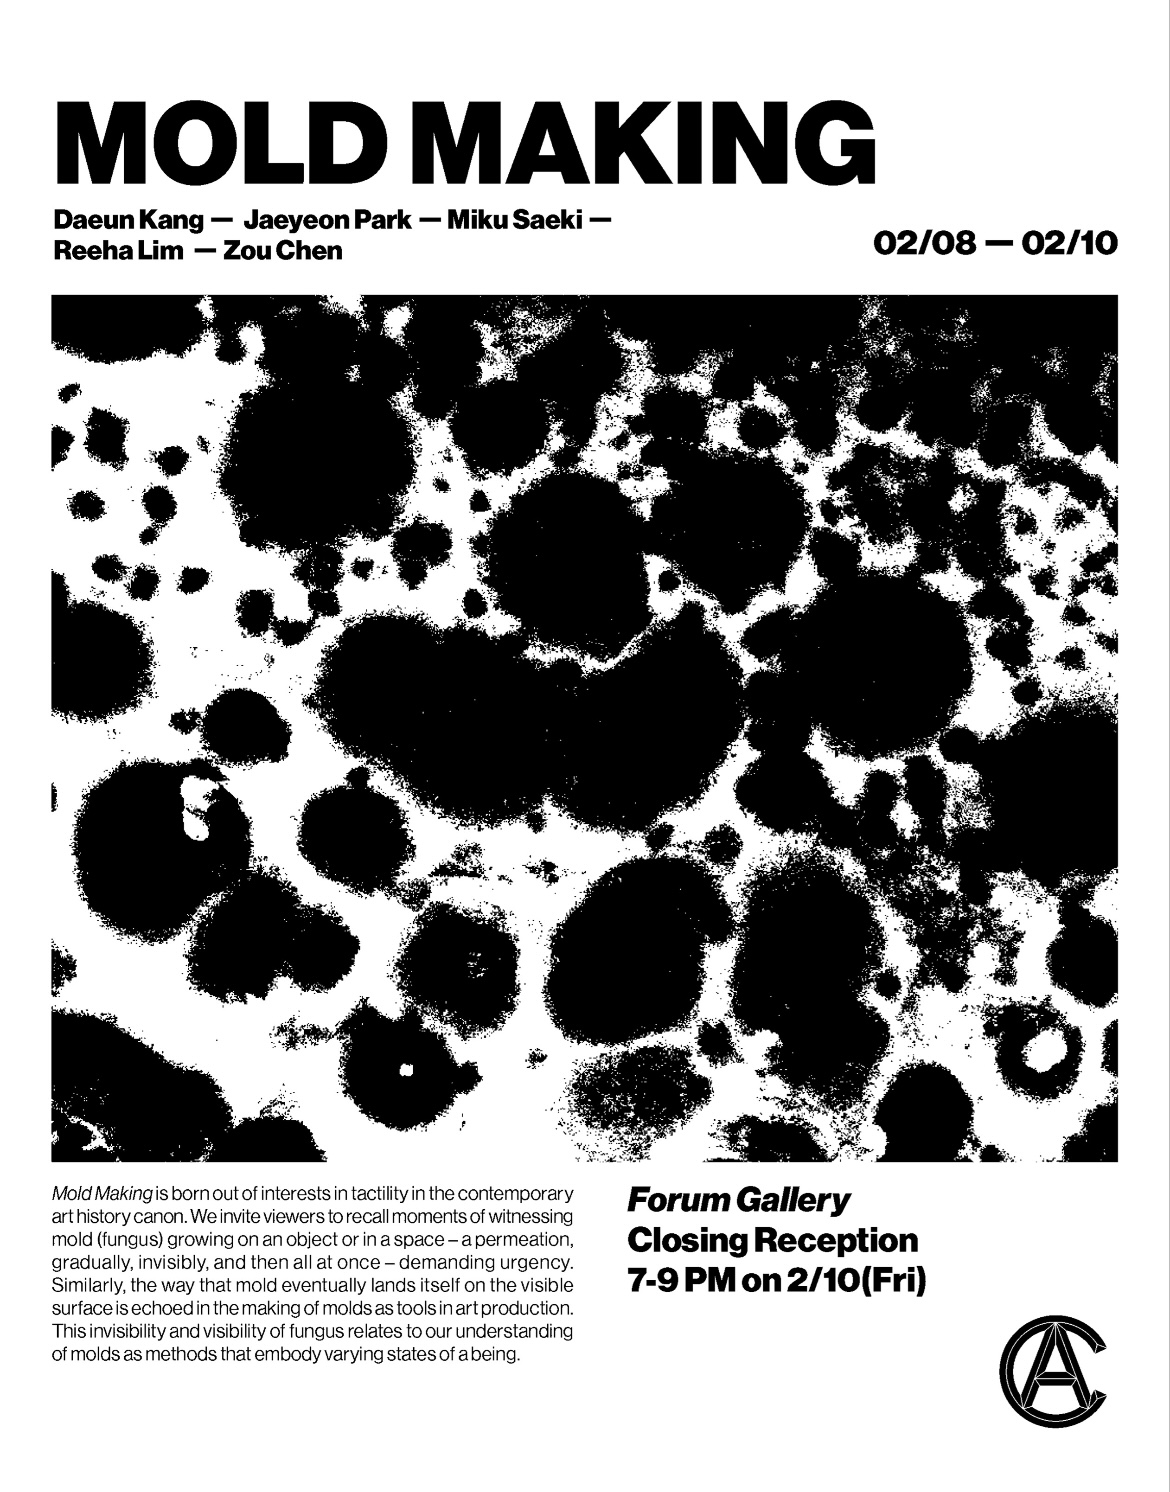 MOLD MAKING
Daeun Kang — Jaeyeon Park — Miku Saeki —
Reeha Lim — Zou Chen
02/08 — 02/10
Mold Making is born out of interests in tactility in the contemporary
art history canon. We invite viewers to recall moments of witnessing
mold (fungus) growing on an object or in a space – a permeation,
gradually, invisibly, and then all at once – demanding urgency.
Similarly, the way that mold eventually lands itself on the visible
surface is echoed in the making of molds as tools in art production.
This invisibility and visibility of fungus relates to our understanding
of molds as methods that embody varying states of a being.
Forum Gallery
Closing Reception
7-9 PM on 2/10(Fri)
CA